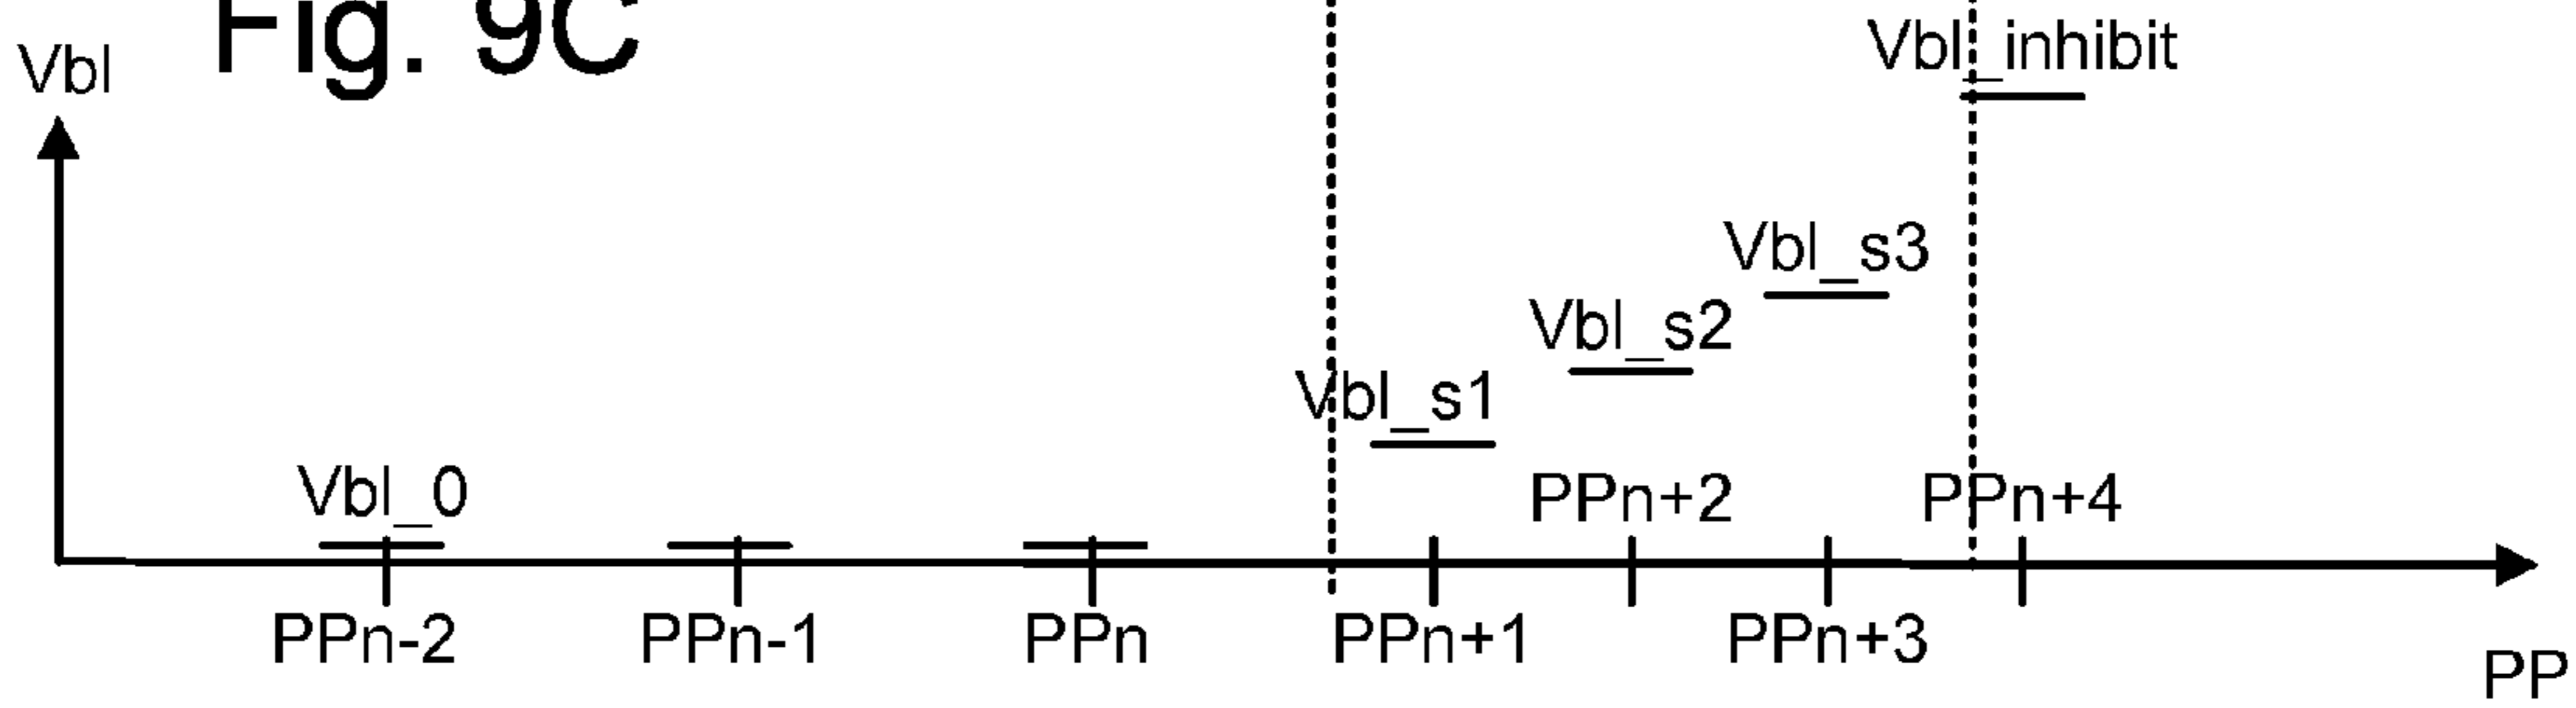 Fig. 9C
Vbl
Vbl_inhibit
Vbl_s3
Vbl_s2
Vbl_s1
Vbl_0
PPn+2
PPn+4
PPn-2
PPn-1
PPn
PPn+1
PPn+3
PP